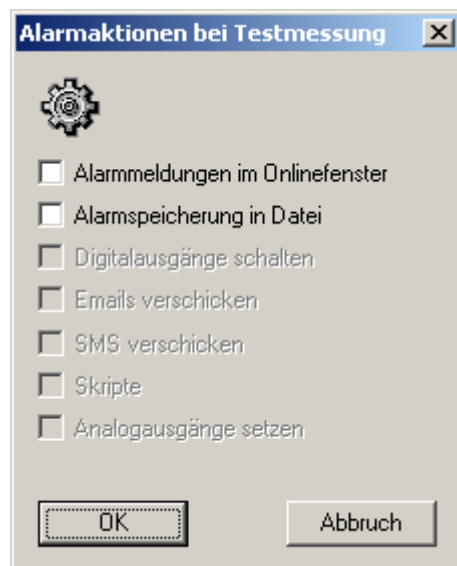 Alarmaktionen bei Testmessung
Alarmmeldungen im Onlinefenster
Alarmspeicherung in Datei
Digitalausgänge schalten
Emails verschicken
SMS verschicken
Skripte
Analogausgänge setzen
OK
Abbruch